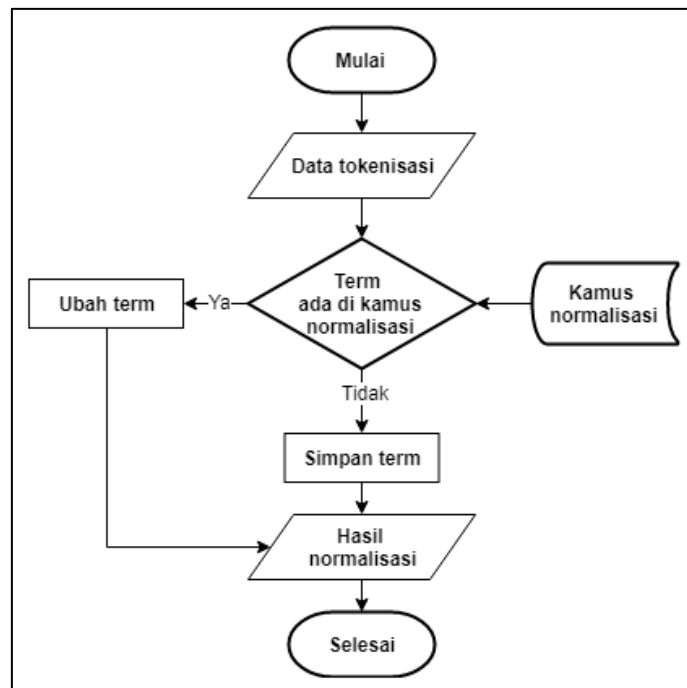 Mulai
Data tokenisasi
Term
ada di kamus
normalisasi
Ya
Ubah term
Kamus
normalisasi
Tidak
Simpan term
Hasil
normalisasi
Selesai